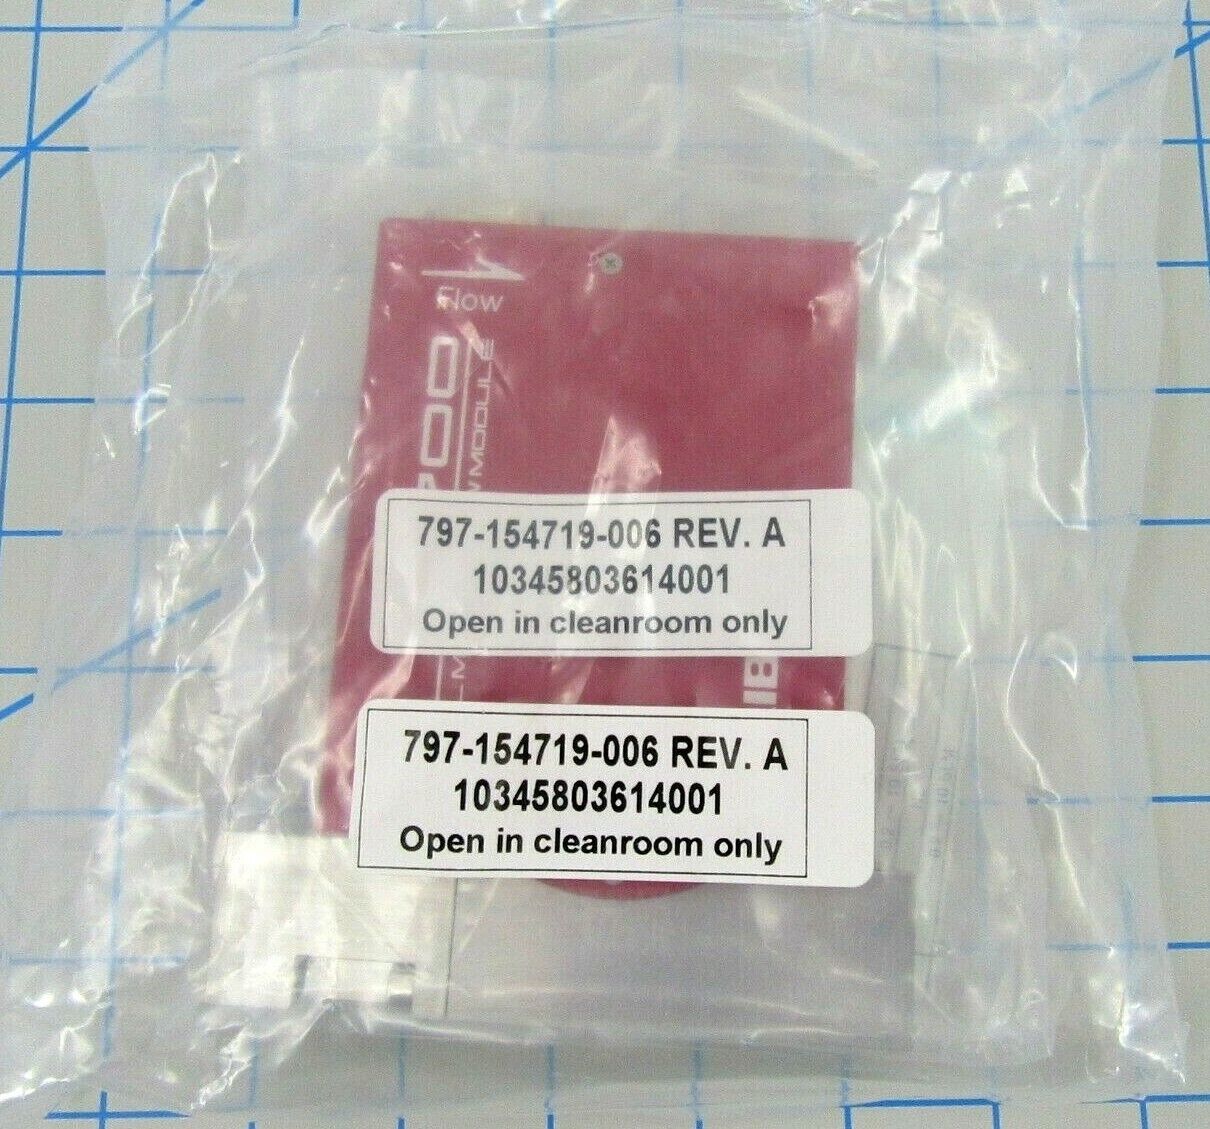 Flow
797-154719-006 REV. A
10345803614001
Open in cleanroom only
797-154719-006 REV. A
10345803614001
Open in cleanroom only